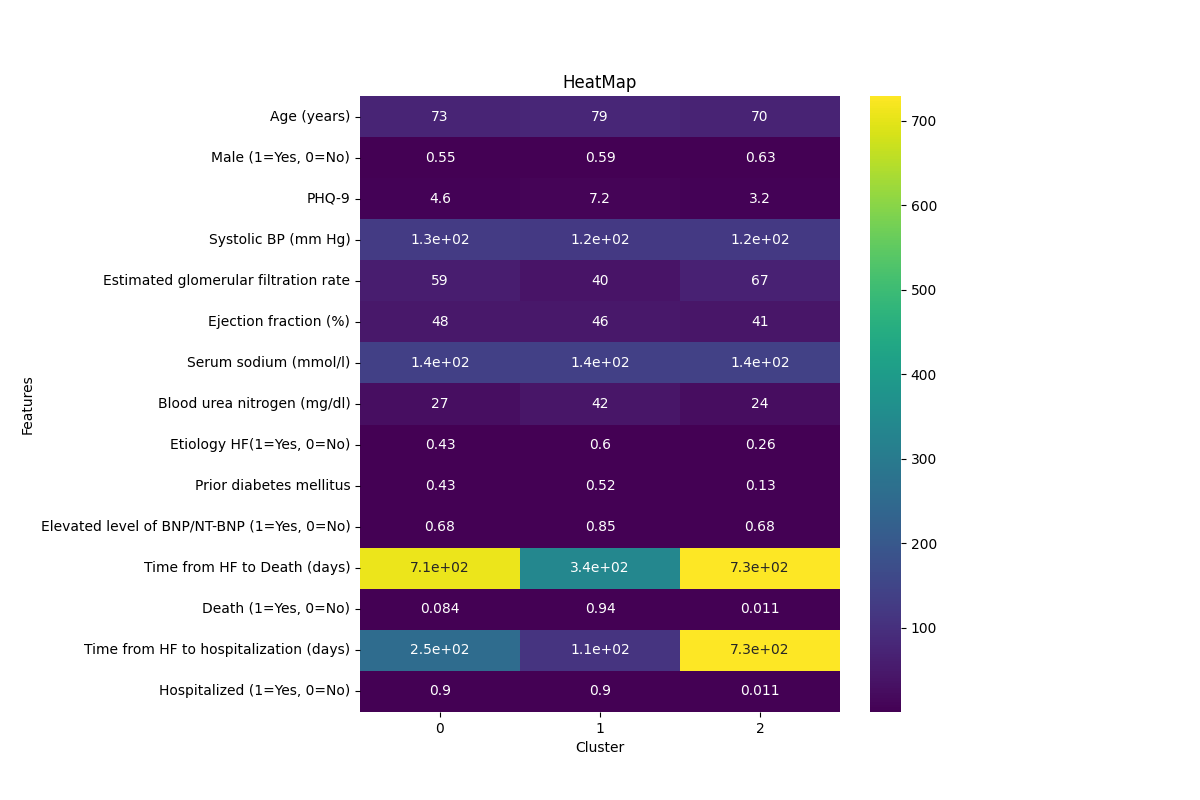 HeatMap
Age (years) 73 79 70
Male (1=Yes, 0=No) 0.55 0.59 0.63
PHQ-9 4.6 7.2 3.2
Systolic BP (mm Hg) 1.3e+02 1.2e+02 1.2e+02
Estimated glomerular filtration rate 59 40 67
Ejection fraction (%) 48 46 41
Serum sodium (mmol/l) 1.4e+02 1.4e+02 1.4e+02
Blood urea nitrogen (mg/dl) 27 42 24
Etiology HF(1=Yes, 0=No) 0.43 0.6 0.26
Prior diabetes mellitus 0.43 0.52 0.13
Elevated level of BNP/NT-BNP (1=Yes, 0=No) 0.68 0.85 0.68
Time from HF to Death (days) 7.1e+02 3.4e+02 7.3e+02
Death (1=Yes, 0=No) 0.084 0.94 0.011
Time from HF to hospitalization (days) 2.5e+02 1.1e+02 7.3e+02
Hospitalized (1=Yes, 0=No) 0.9 0.9 0.011
0 1 2
Cluster
Features
700
600
500
400
300
200
100